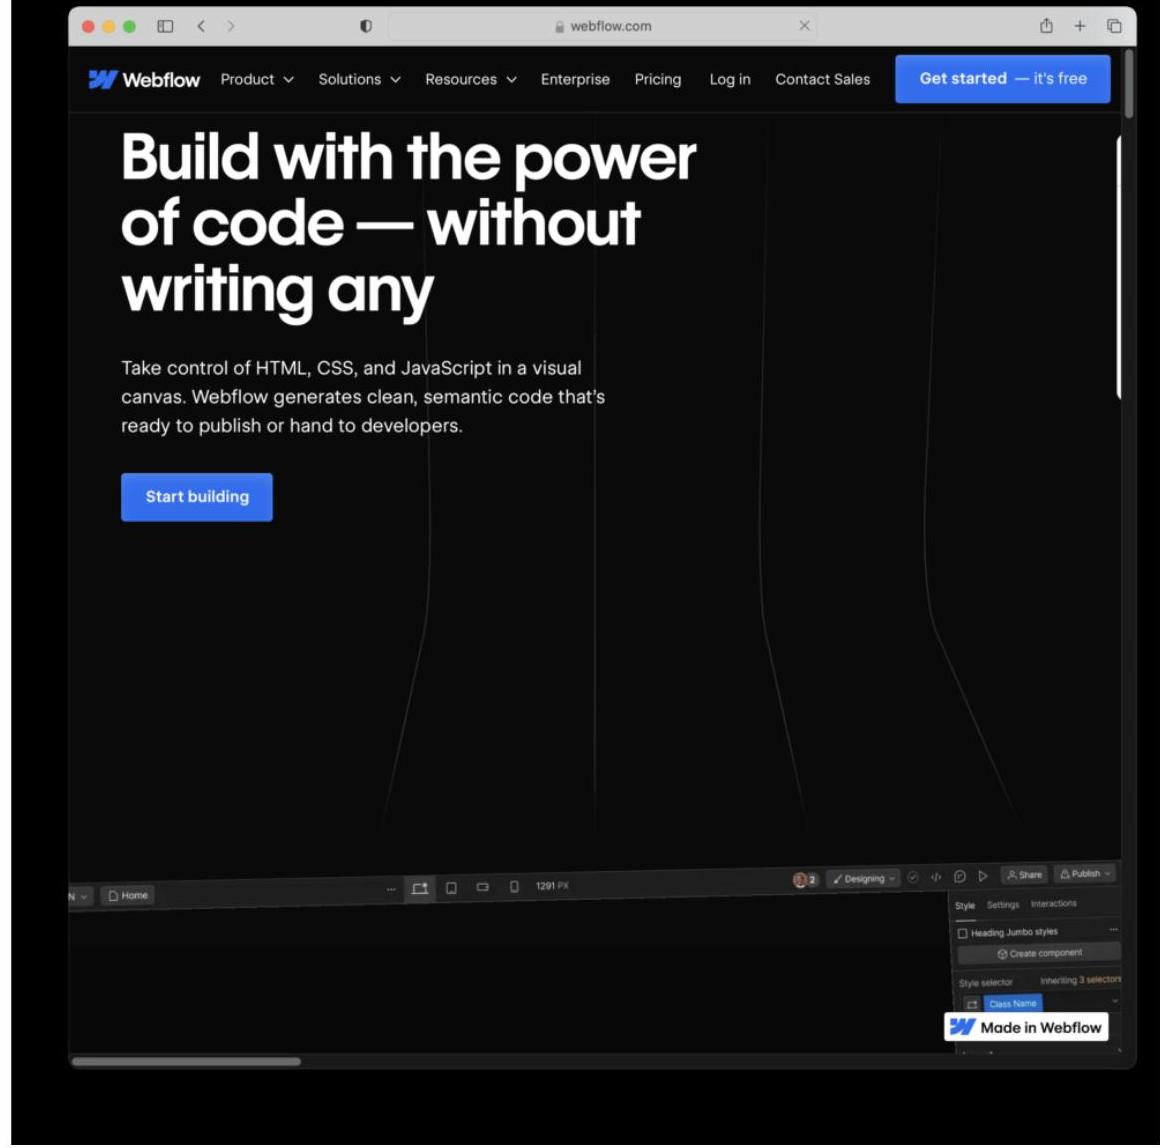 webflow.com
Webflow Product Solutions Resources Enterprise Pricing Log in Contact Sales Get started — it's free
Build with the power
of code — without
writing any
Take control of HTML, CSS, and JavaScript in a visual
canvas. Webflow generates clean, semantic code that's
ready to publish or hand to developers.
Start building
N Home 1291 PX 2 Designing Share Publish
Style Settings Interactions
Heading Jumbo styles
Create component
Style selector Inheriting 3 selectors
Class Name
Made in Webflow